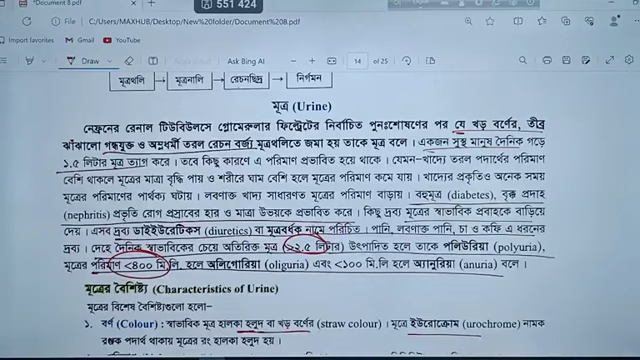 *Document 8.pdf
551 424
File
C:/Users/MAXHUB/Desktop/New%20folder/Document%208.pdf
Import favorites
Gmail
YouTube
Draw
Ask Bing AI
14 of 25
মূত্রথলি → মূত্রনালি → রেচনছিদ্র → নির্গমন
মূত্র (Urine)
নেফ্রনের রেনাল টিউবিউলসে গ্লোমেরুলার ফিল্ট্রেটের নির্বাচিত পুনঃশোষণের পর যে খড় বর্ণের, তীব্র
ঝাঁঝালো গন্ধযুক্ত ও অম্লধর্মী তরল রেচন বর্জ্য মূত্রথলিতে জমা হয় তাকে মূত্র বলে। একজন সুস্থ মানুষ দৈনিক গড়ে
১.৫ লিটার মূত্র ত্যাগ করে। তবে কিছু কারণে এ পরিমাণ প্রভাবিত হয়ে থাকে। যেমন–খাদ্যে তরল পদার্থের পরিমাণ
বেশি থাকলে মূত্রের মাত্রা বৃদ্ধি পায় ও শরীরে ঘাম বেশি হলে মূত্রের পরিমাণ কমে যায়। খাদ্যের প্রকৃতিও অনেক সময়
মূত্রের পরিমাণের পার্থক্য ঘটায়। লবণাক্ত খাদ্য সাধারণত মূত্রের পরিমাণ বাড়ায়। বহুমূত্র (diabetes), বৃক্ক প্রদাহ
(nephritis) প্রভৃতি রোগ প্রস্রাবের হার ও মাত্রা উভয়কে প্রভাবিত করে। কিছু দ্রব্য মূত্রের স্বাভাবিক প্রবাহকে বাড়িয়ে
দেয়। এসব দ্রব্য ডাইইউরেটিকস (diuretics) বা মূত্রবর্ধক নামে পরিচিত। পানি, লবণাক্ত পানি, চা ও কফি এ ধরনের
দ্রব্য। দেহে দৈনিক স্বাভাবিকের চেয়ে অতিরিক্ত মূত্র (>২.৫ লিটার) উৎপাদিত হলে তাকে পলিউরিয়া (polyuria),
মূত্রের পরিমাণ <৪০০ মি.লি. হলে অলিগোরিয়া (oliguria) এবং <১০০ মি.লি হলে অ্যানুরিয়া (anuria) বলে।
মূত্রের বৈশিষ্ট্য (Characteristics of Urine)
মূত্রের বিশেষ বৈশিষ্ট্যগুলো হলো–
১. বর্ণ (Colour) : স্বাভাবিক মূত্র হালকা হলুদ বা খড় বর্ণের (straw colour)। মূত্রে ইউরোক্রোম (urochrome) নামক
রঞ্জক পদার্থ থাকায় মূত্রের রং হালকা হলুদ হয়।